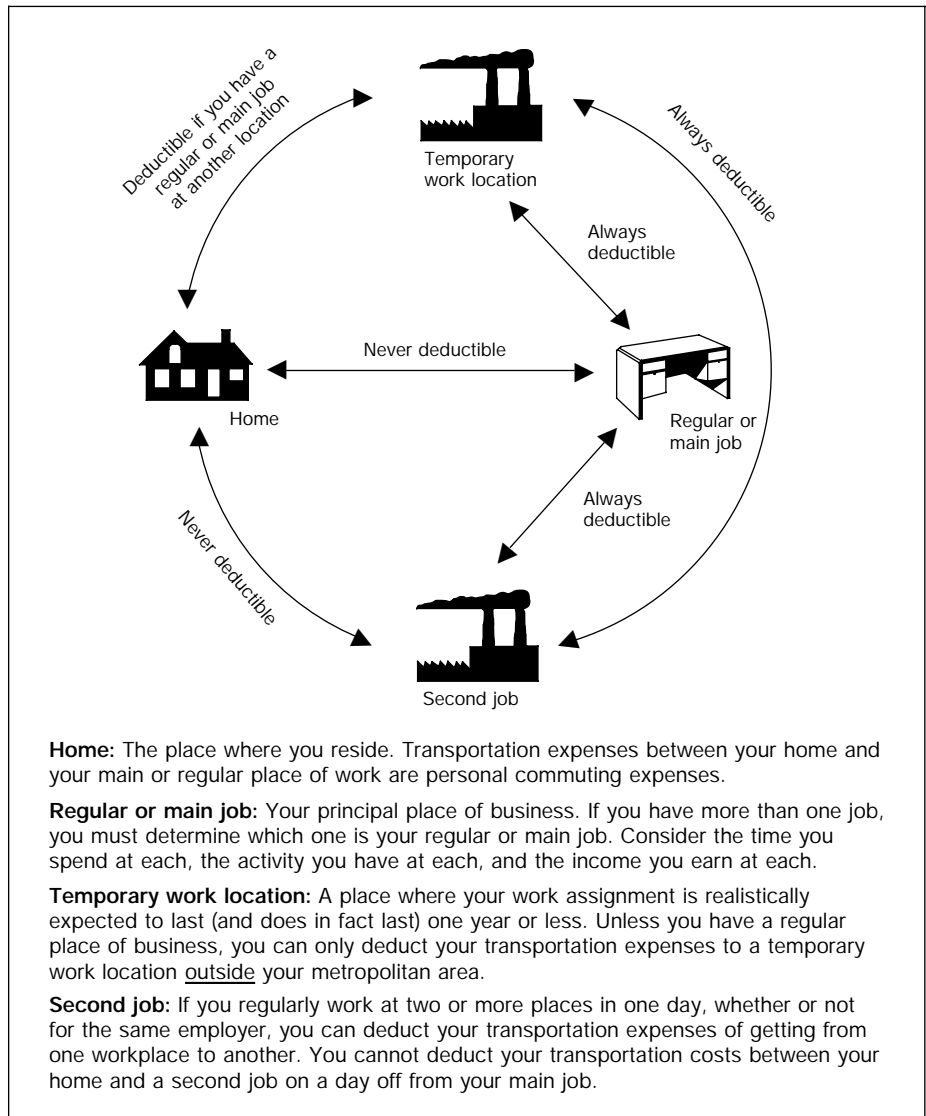 Deductible if you have a
regular or main job
at another location
Temporary
work location
Always deductible
Always
deductible
Never deductible
Home
Regular or
main job
Always
deductible
Never deductible
Second job
Home: The place where you reside. Transportation expenses between your home and
your main or regular place of work are personal commuting expenses.
Regular or main job: Your principal place of business. If you have more than one job,
you must determine which one is your regular or main job. Consider the time you
spend at each, the activity you have at each, and the income you earn at each.
Temporary work location: A place where your work assignment is realistically
expected to last (and does in fact last) one year or less. Unless you have a regular
place of business, you can only deduct your transportation expenses to a temporary
work location outside your metropolitan area.
Second job: If you regularly work at two or more places in one day, whether or not
for the same employer, you can deduct your transportation expenses of getting from
one workplace to another. You cannot deduct your transportation costs between your
home and a second job on a day off from your main job.